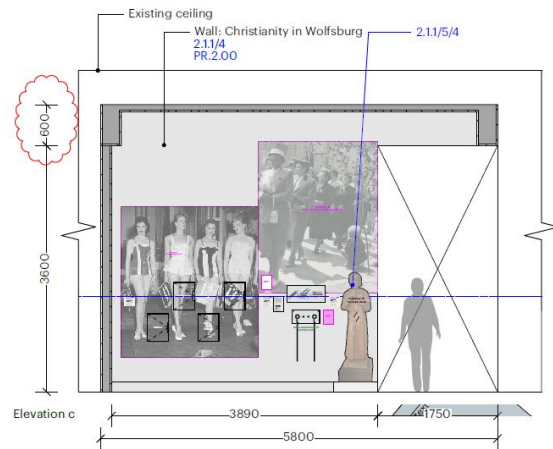 Existing ceiling
Wall: Christianity in Wolfsburg
2.1.1/4
PR.2.00
2.1.1/5/4
600
3600
Elevation c
3890
1750
5800